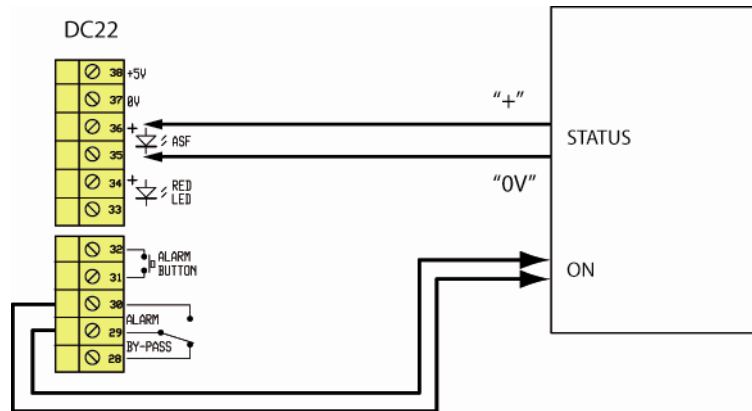 DC22
38 +5V
37 0V
36 +
ASF
35
34 +
RED
LED
33
32
ALARM
BUTTON
31
30
ALARM
29
BY-PASS
28
"+"
STATUS
"0V"
ON